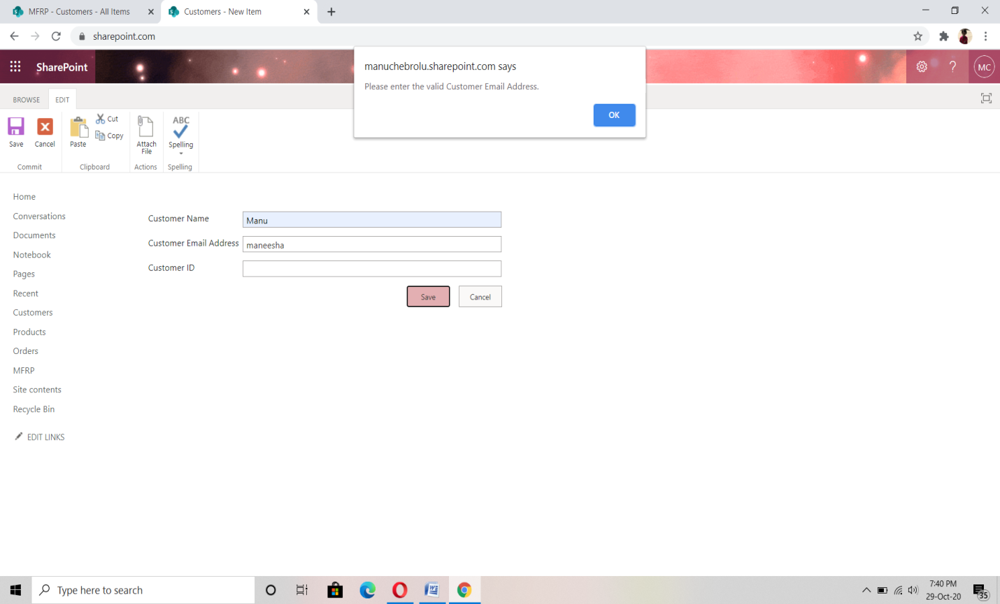 MFRP - Customers - All Items
Customers - New Item
sharepoint.com
manuchebrolu.sharepoint.com says
Please enter the valid Customer Email Address.
OK
SharePoint
MC
BROWSE
EDIT
Save
Cancel
Paste
Cut
Copy
Attach
File
ABC
Spelling
Commit
Clipboard
Actions
Spelling
Home
Conversations
Documents
Notebook
Pages
Recent
Customers
Products
Orders
MFRP
Site contents
Recycle Bin
EDIT LINKS
Customer Name
Manu
Customer Email Address
maneesha
Customer ID
Save
Cancel
Type here to search
7:40 PM
29-Oct-20
35